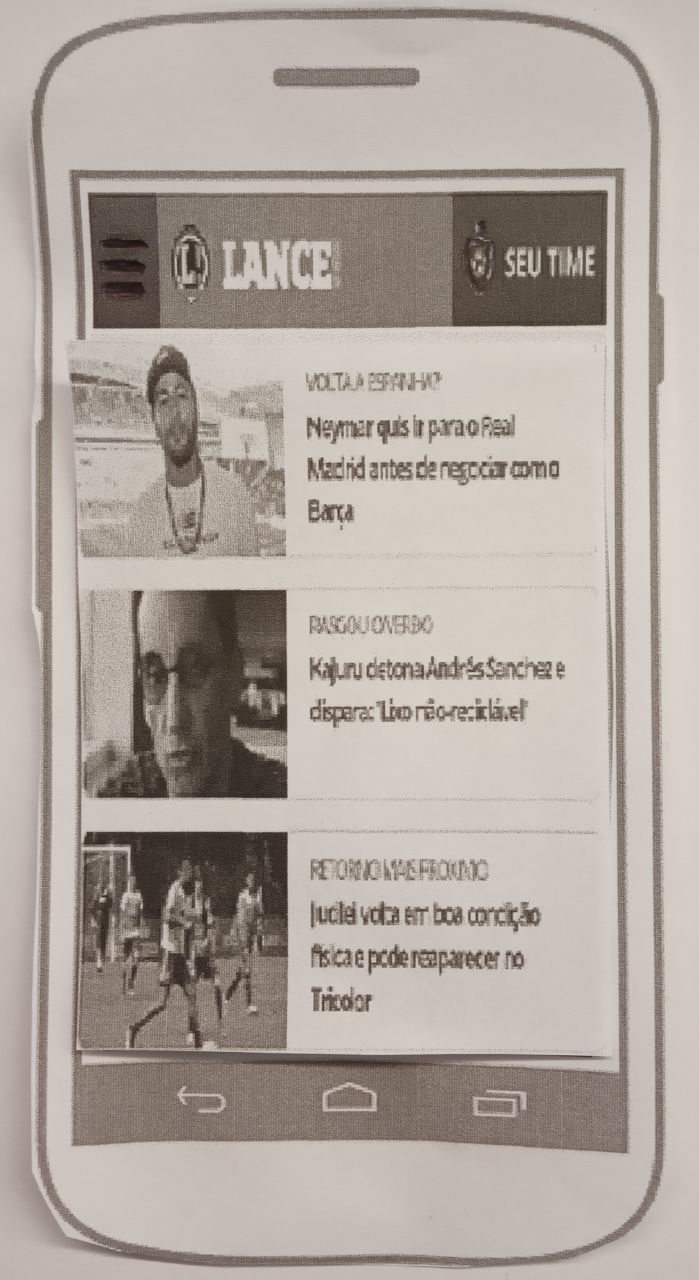 LANCE!
SEU TIME
VOLTA A ESPANHA?
Neymar quis ir para o Real
Madrid antes de negociar com o
Barça
RASGOU O VERBO
Kajuru detona Andrés Sanchez e
dispara: 'Lixo não-reciclável'
RETORNO MAIS PRÓXIMO
Jucilei volta em boa condição
física e pode reaparecer no
Tricolor